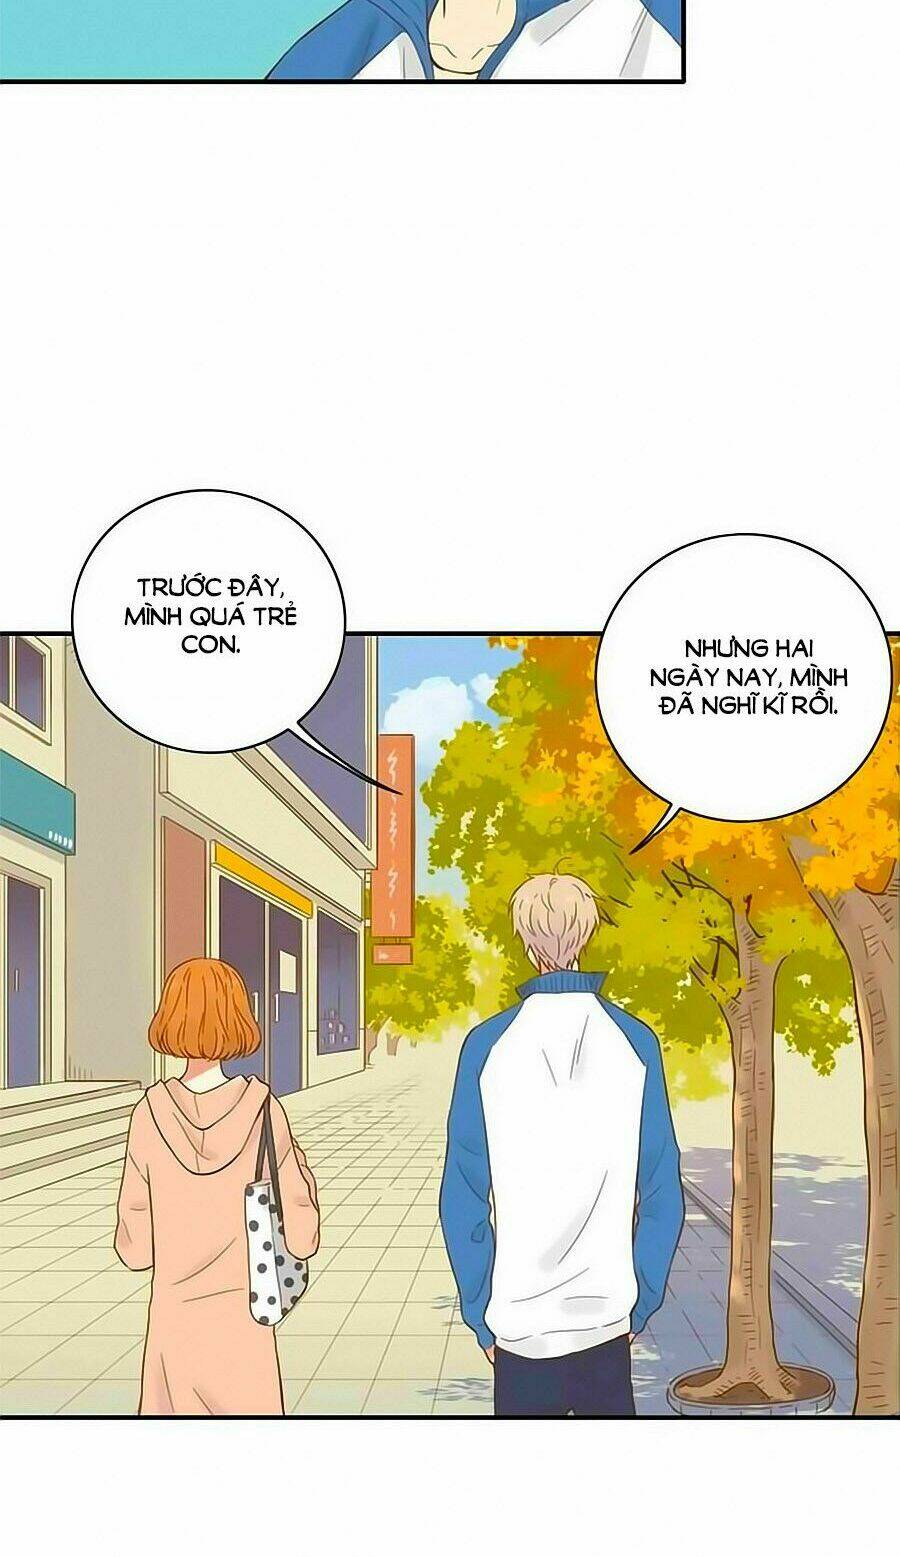 TRƯỚC ĐÂY,
MÌNH QUÁ TRẺ
CON.
NHƯNG HAI
NGÀY NAY, MÌNH
ĐÃ NGHĨ KĨ RỒI.